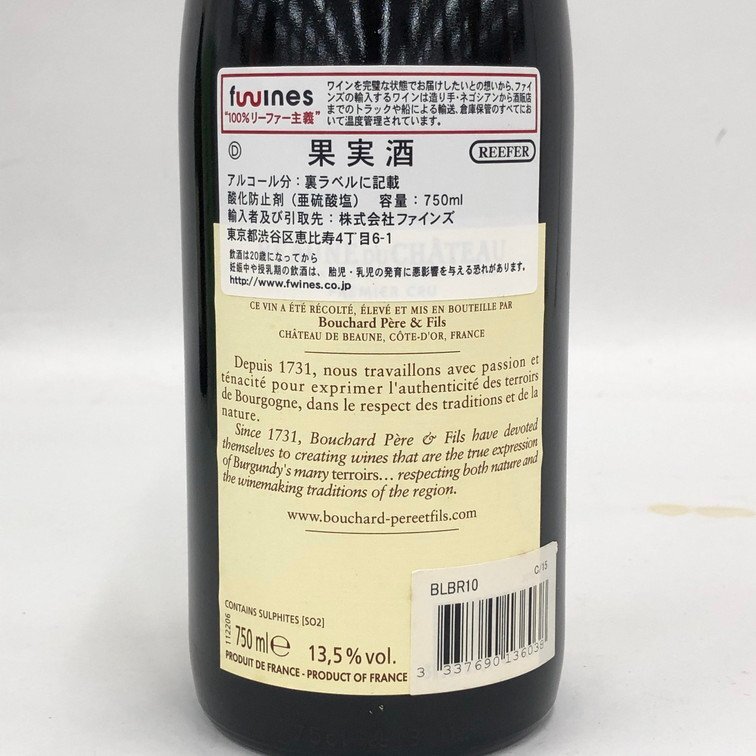 fwines
"100%リーファー主義"
ワインを完璧な状態でお届けしたいとの想いから、ファイ
ンズの輸入するワインは造り手・ネゴシアンから酒販店
までのトラックや船による輸送、倉庫保管のすべてにお
いて温度管理されています。
Ⓓ 果実酒 REEFER
アルコール分：裏ラベルに記載
酸化防止剤（亜硫酸塩） 容量：750ml
輸入者及び引取先：株式会社ファインズ
東京都渋谷区恵比寿4丁目6-1
飲酒は20歳になってから
妊娠中や授乳期の飲酒は、胎児・乳児の発育に悪影響を与える恐れがあります。
http://www.fwines.co.jp
CE VIN A ÉTÉ RÉCOLTÉ, ÉLEVÉ ET MIS EN BOUTEILLE PAR
Bouchard Père & Fils
CHÂTEAU DE BEAUNE, CÔTE-D'OR, FRANCE
Depuis 1731, nous travaillons avec passion et
ténacité pour exprimer l'authenticité des terroirs
de Bourgogne, dans le respect des traditions et de la
nature.
Since 1731, Bouchard Père & Fils have devoted
themselves to creating wines that are the true expression
of Burgundy's many terroirs... respecting both nature and
the winemaking traditions of the region.
www.bouchard-pereetfils.com
CONTAINS SULPHITES [SO2]
112206
750 ml e 13,5 % vol.
PRODUIT DE FRANCE - PRODUCT OF FRANCE
C/15
BLBR10
3 337690 136038